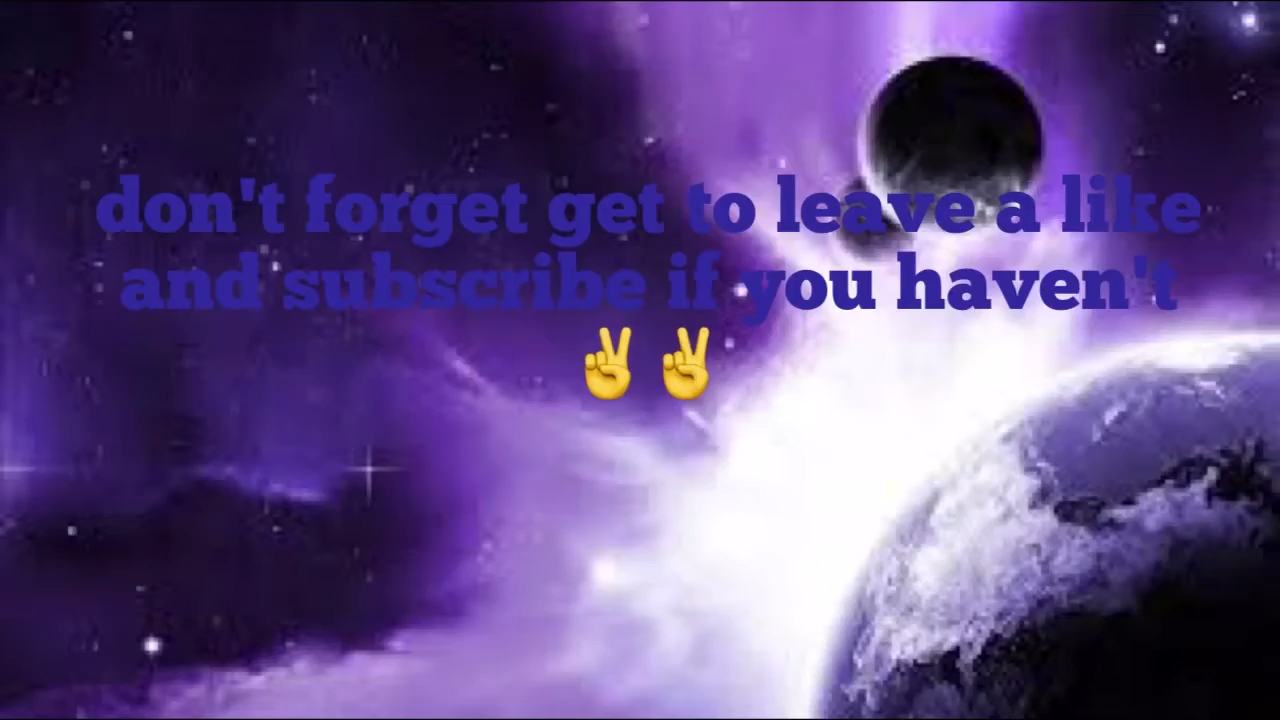 don't forget get to leave a like
and subscribe if you haven't
✌✌